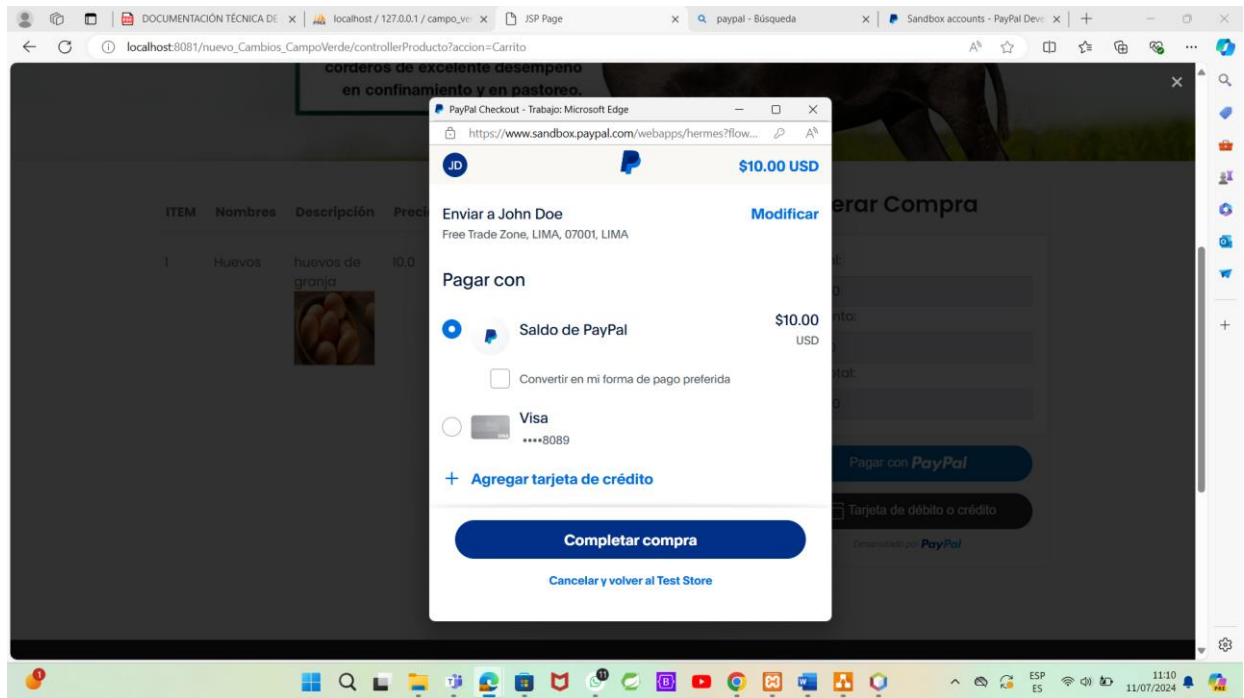 DOCUMENTACIÓN TÉCNICA DE
localhost / 127.0.0.1 / campo_ve
JSP Page
paypal - Búsqueda
Sandbox accounts - PayPal Deve
localhost:8081/nuevo_Cambios_CampoVerde/controllerProducto?accion=Carrito
corderos de excelente desempeño
en confinamiento y en pastoreo.
PayPal Checkout - Trabajo: Microsoft Edge
https://www.sandbox.paypal.com/webapps/hermes?flow...
JD
$10.00 USD
ITEM Nombres Descripción Preci
erar Compra
Enviar a John Doe
Modificar
Free Trade Zone, LIMA, 07001, LIMA
1 Huevos huevos de 10.0
granja
Pagar con
Saldo de PayPal
$10.00
USD
Convertir en mi forma de pago preferida
Visa
••••8089
Agregar tarjeta de crédito
Pagar con PayPal
Tarjeta de débito o crédito
Desarrollado por PayPal
Completar compra
Cancelar y volver al Test Store
ESP
ES
11:10
11/07/2024